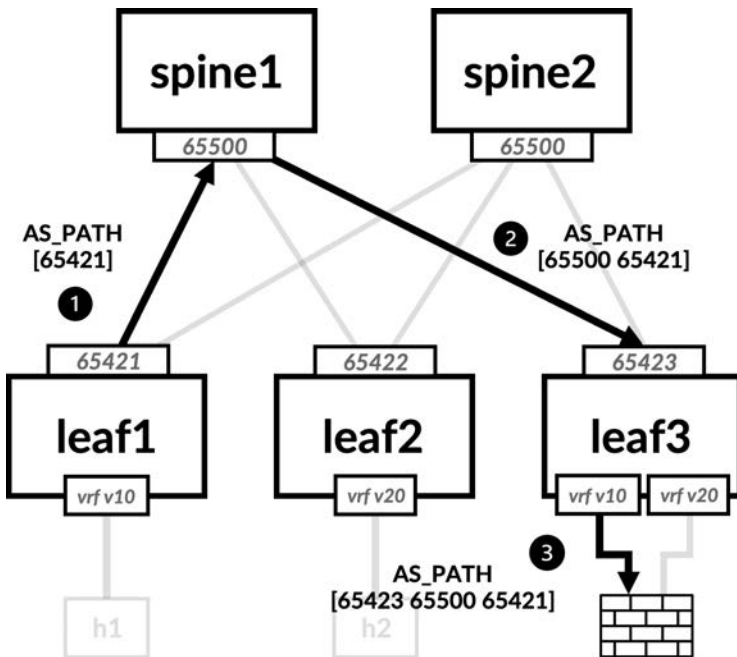 spine1
spine2
65500
65500
AS_PATH
[65421]
1
2
AS_PATH
[65500 65421]
65421
65422
65423
leaf1
leaf2
leaf3
vrf v10
vrf v20
vrf v10
vrf v20
3
AS_PATH
[65423 65500 65421]
h1
h2